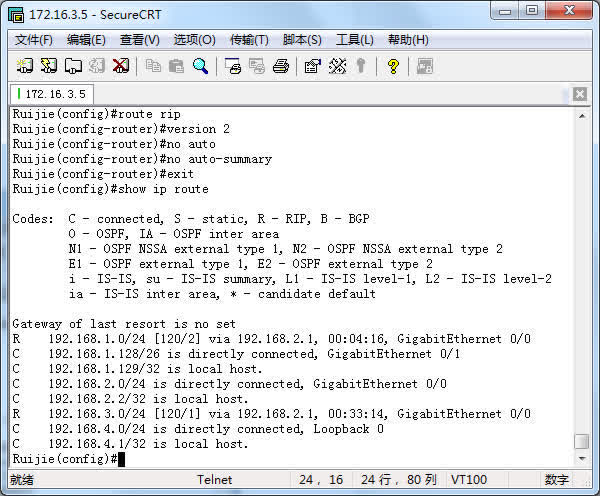 172.16.3.5 - SecureCRT
文件(F) 编辑(E) 查看(V) 选项(O) 传输(T) 脚本(S) 工具(L) 帮助(H)
172.16.3.5
Ruijie(config)#route rip
Ruijie(config-router)#version 2
Ruijie(config-router)#no auto
Ruijie(config-router)#no auto-summary
Ruijie(config-router)#exit
Ruijie(config)#show ip route
Codes:  C - connected, S - static, R - RIP, B - BGP
O - OSPF, IA - OSPF inter area
N1 - OSPF NSSA external type 1, N2 - OSPF NSSA external type 2
E1 - OSPF external type 1, E2 - OSPF external type 2
i - IS-IS, su - IS-IS summary, L1 - IS-IS level-1, L2 - IS-IS level-2
ia - IS-IS inter area, * - candidate default
Gateway of last resort is no set
R    192.168.1.0/24 [120/2] via 192.168.2.1, 00:04:16, GigabitEthernet 0/0
C    192.168.1.128/26 is directly connected, GigabitEthernet 0/1
C    192.168.1.129/32 is local host.
C    192.168.2.0/24 is directly connected, GigabitEthernet 0/0
C    192.168.2.2/32 is local host.
R    192.168.3.0/24 [120/1] via 192.168.2.1, 00:33:14, GigabitEthernet 0/0
C    192.168.4.0/24 is directly connected, Loopback 0
C    192.168.4.1/32 is local host.
Ruijie(config)#
就绪 Telnet 24, 16 24 行, 80 列 VT100 数字